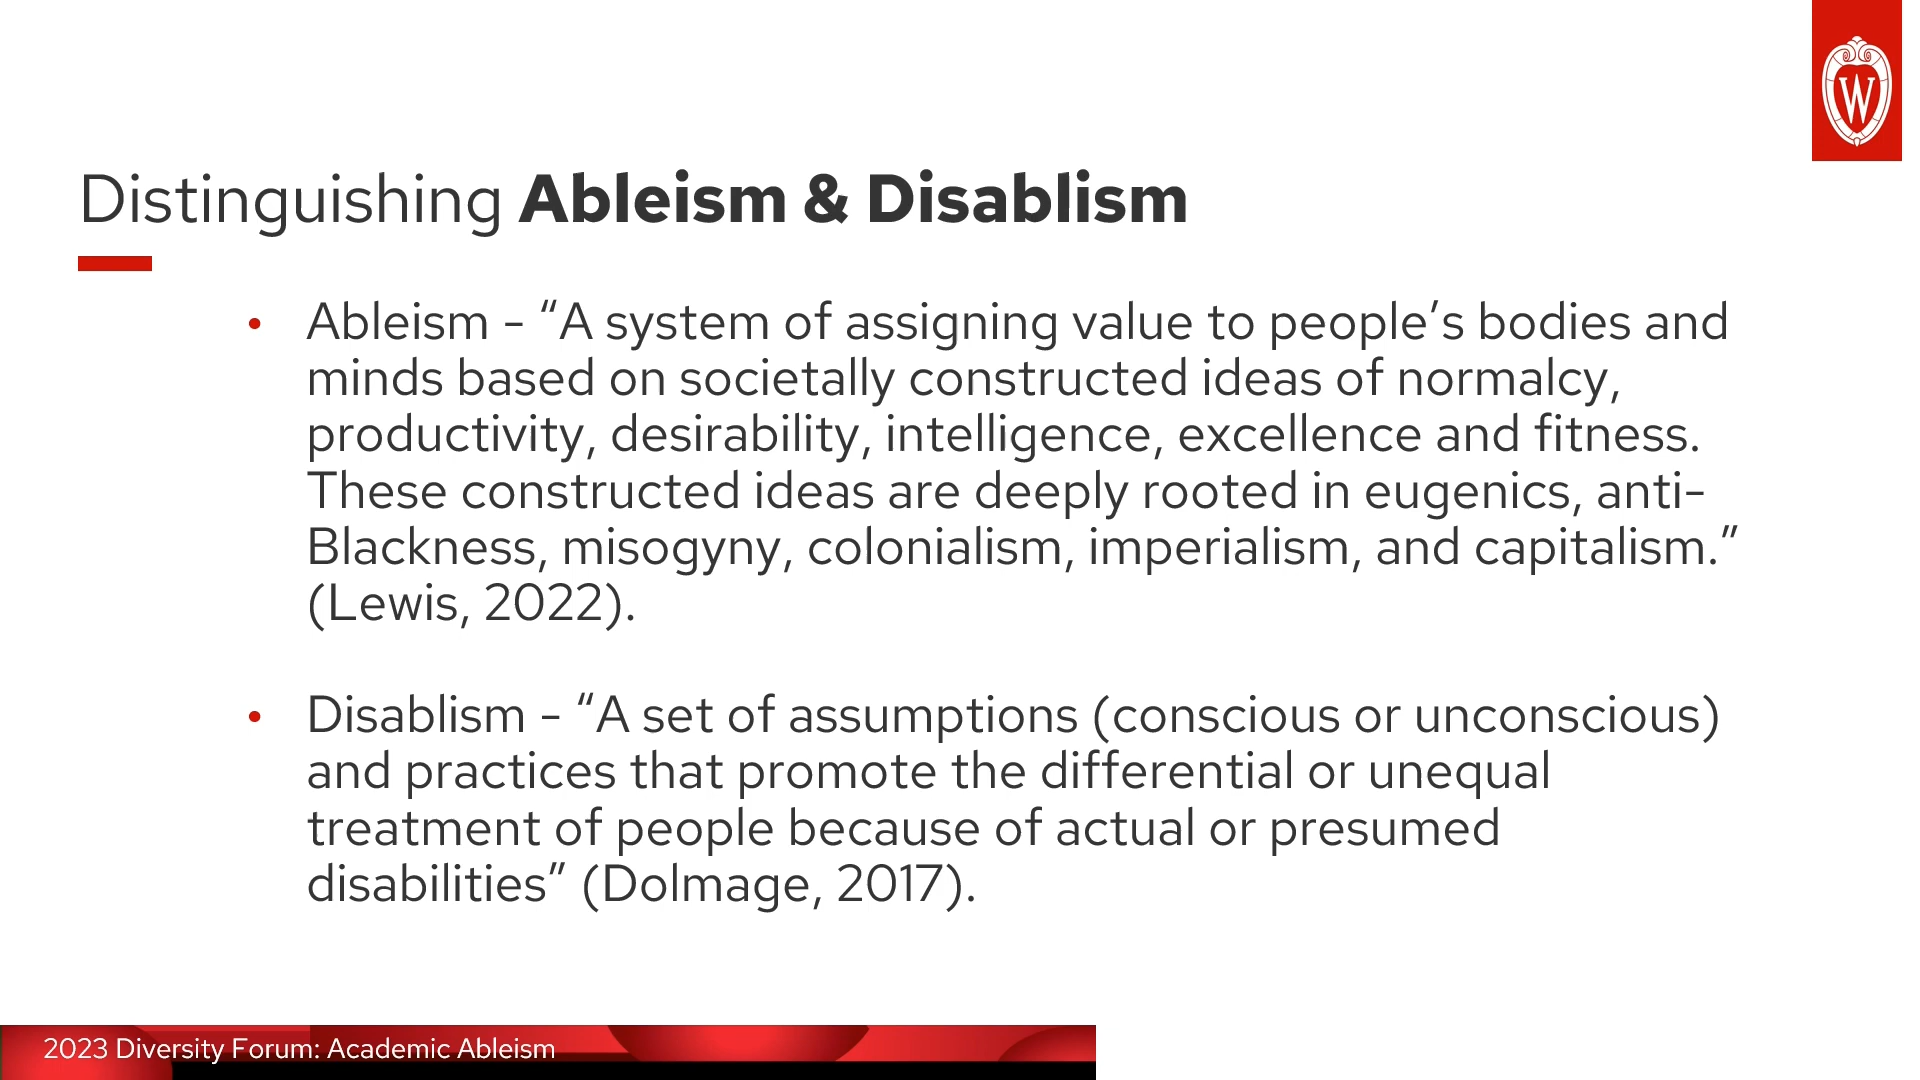 W
Distinguishing Ableism & Disablism
• Ableism - “A system of assigning value to people’s bodies and
minds based on societally constructed ideas of normalcy,
productivity, desirability, intelligence, excellence and fitness.
These constructed ideas are deeply rooted in eugenics, anti-
Blackness, misogyny, colonialism, imperialism, and capitalism.”
(Lewis, 2022).
• Disablism - “A set of assumptions (conscious or unconscious)
and practices that promote the differential or unequal
treatment of people because of actual or presumed
disabilities” (Dolmage, 2017).
2023 Diversity Forum: Academic Ableism